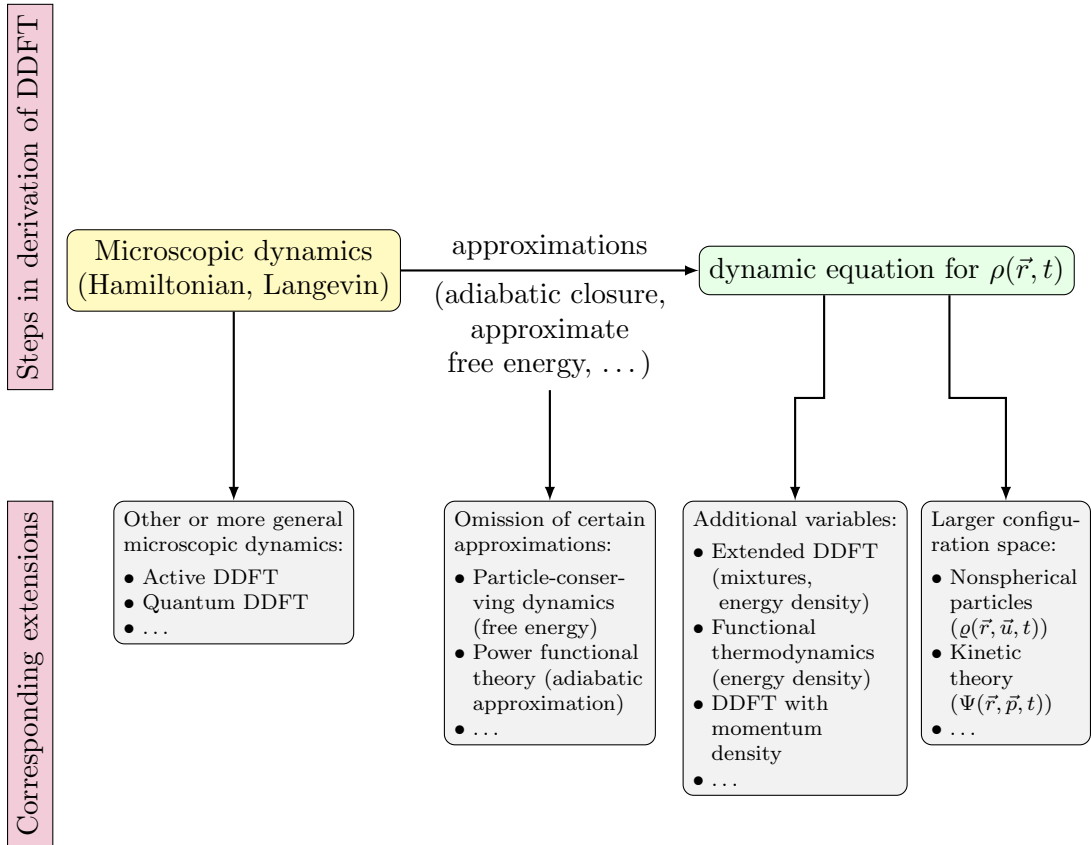 Steps in derivation of DDFT
Microscopic dynamics
(Hamiltonian, Langevin)
approximations
(adiabatic closure,
approximate
free energy, . . . )
dynamic equation for ρ(r⃗, t)
Corresponding extensions
Other or more general
microscopic dynamics:
• Active DDFT
• Quantum DDFT
• . . .
Omission of certain
approximations:
• Particle-conser-
ving dynamics
(free energy)
• Power functional
theory (adiabatic
approximation)
• . . .
Additional variables:
• Extended DDFT
(mixtures,
energy density)
• Functional
thermodynamics
(energy density)
• DDFT with
momentum
density
• . . .
Larger configu-
ration space:
• Nonspherical
particles
(ϱ(r⃗, u⃗, t))
• Kinetic
theory
(Ψ(r⃗, p⃗, t))
• . . .